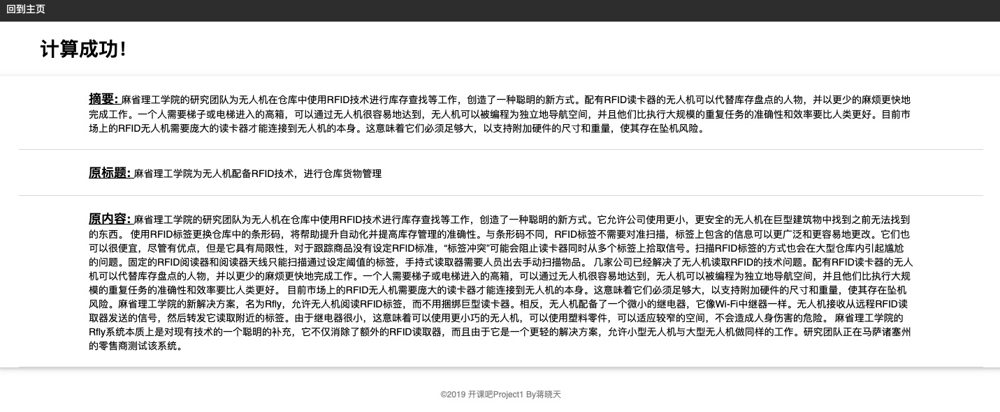 回到主页
计算成功！
摘要: 麻省理工学院的研究团队为无人机在仓库中使用RFID技术进行库存查找等工作，创造了一种聪明的新方式。配有RFID读卡器的无人机可以代替库存盘点的人物，并以更少的麻烦更快地
完成工作。一个人需要梯子或电梯进入的高箱，可以通过无人机很容易地达到，无人机可以被编程为独立地导航空间，并且他们比执行大规模的重复任务的准确性和效率要比人类更好。目前市
场上的RFID无人机需要庞大的读卡器才能连接到无人机的本身。这意味着它们必须足够大，以支持附加硬件的尺寸和重量，使其存在坠机风险。
原标题: 麻省理工学院为无人机配备RFID技术，进行仓库货物管理
原内容: 麻省理工学院的研究团队为无人机在仓库中使用RFID技术进行库存查找等工作，创造了一种聪明的新方式。它允许公司使用更小，更安全的无人机在巨型建筑物中找到之前无法找到
的东西。 使用RFID标签更换仓库中的条形码，将帮助提升自动化并提高库存管理的准确性。与条形码不同，RFID标签不需要对准扫描，标签上包含的信息可以更广泛和更容易地更改。它们也
可以很便宜，尽管有优点，但是它具有局限性，对于跟踪商品没有设定RFID标准，“标签冲突”可能会阻止读卡器同时从多个标签上拾取信号。扫描RFID标签的方式也会在大型仓库内引起尴尬
的问题。固定的RFID阅读器和阅读器天线只能扫描通过设定阈值的标签，手持式读取器需要人员出去手动扫描物品。 几家公司已经解决了无人机读取RFID的技术问题。配有RFID读卡器的无人
机可以代替库存盘点的人物，并以更少的麻烦更快地完成工作。一个人需要梯子或电梯进入的高箱，可以通过无人机很容易地达到，无人机可以被编程为独立地导航空间，并且他们比执行大规
模的重复任务的准确性和效率要比人类更好。 目前市场上的RFID无人机需要庞大的读卡器才能连接到无人机的本身。这意味着它们必须足够大，以支持附加硬件的尺寸和重量，使其存在坠机
风险。麻省理工学院的新解决方案，名为Rfly，允许无人机阅读RFID标签，而不用捆绑巨型读卡器。相反，无人机配备了一个微小的继电器，它像Wi-Fi中继器一样。无人机接收从远程RFID读
取器发送的信号，然后转发它读取附近的标签。由于继电器很小，这意味着可以使用更小巧的无人机，可以使用塑料零件，可以适应较窄的空间，不会造成人身伤害的危险。 麻省理工学院的
Rfly系统本质上是对现有技术的一个聪明的补充，它不仅消除了额外的RFID读取器，而且由于它是一个更轻的解决方案，允许小型无人机与大型无人机做同样的工作。研究团队正在马萨诸塞州
的零售商测试该系统。
©2019 开课吧Project1 By蒋晓天